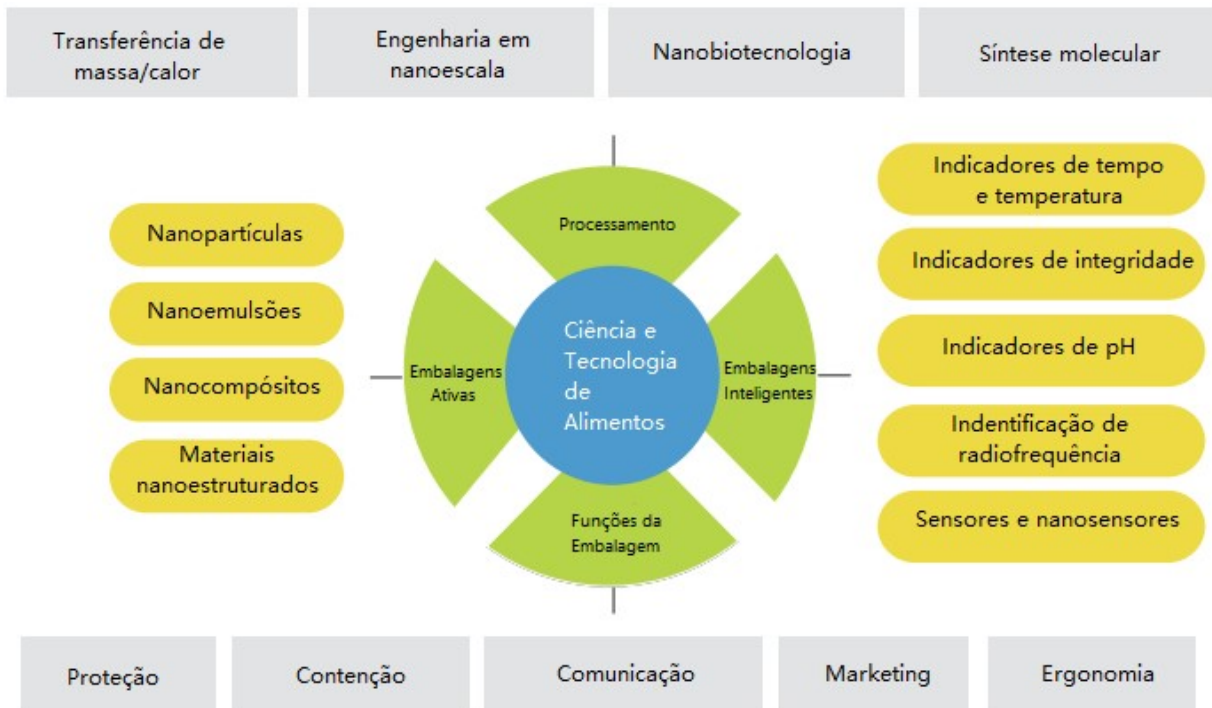 Transferência de
massa/calor
Engenharia em
nanoescala
Nanobiotecnologia
Síntese molecular
Nanopartículas
Nanoemulsões
Nanocompósitos
Materiais
nanoestruturados
Processamento
Embalagens
Ativas
Ciência e
Tecnologia
de
Alimentos
Embalagens
Inteligentes
Funções da
Embalagem
Indicadores de tempo
e temperatura
Indicadores de integridade
Indicadores de pH
Indentificação de
radiofrequência
Sensores e nanosensores
Proteção
Contenção
Comunicação
Marketing
Ergonomia